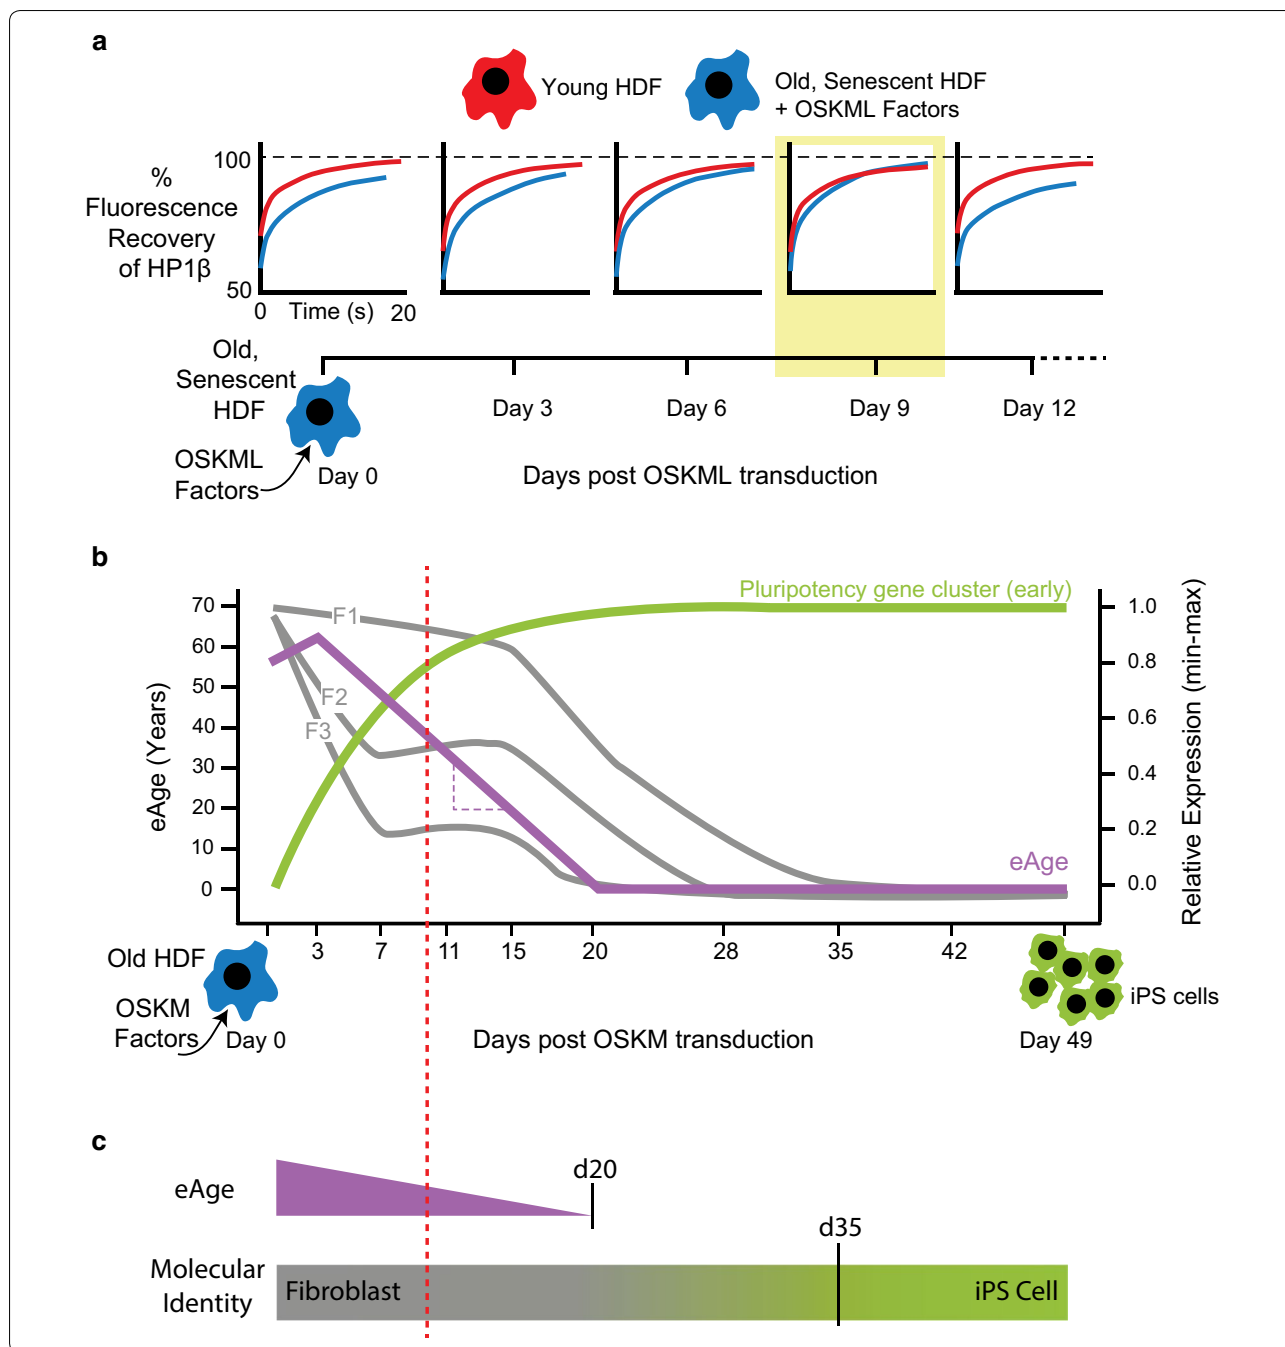 a
Young HDF
Old, Senescent HDF
+ OSKML Factors
%
Fluorescence
Recovery
of HP1β
100
50
0 Time (s) 20
Old,
Senescent
HDF
OSKML
Factors
Day 0
Day 3
Day 6
Day 9
Day 12
Days post OSKML transduction
b
Pluripotency gene cluster (early)
eAge (Years)
70
60
50
40
30
20
10
0
F1
F2
F3
eAge
1.0
0.8
0.6
0.4
0.2
0.0
Relative Expression (min-max)
3 7 11 15 20 28 35 42
Old HDF
OSKM
Factors
Day 0
Days post OSKM transduction
iPS cells
Day 49
c
eAge
d20
d35
Molecular
Identity
Fibroblast
iPS Cell